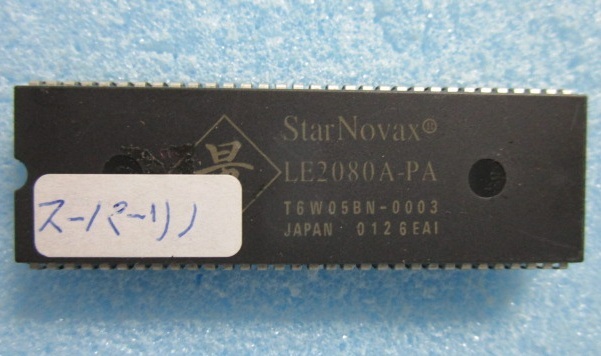 StarNovax®
LE2080A-PA
T6W05BN-0003
JAPAN 0126EAI
スーパーリノ